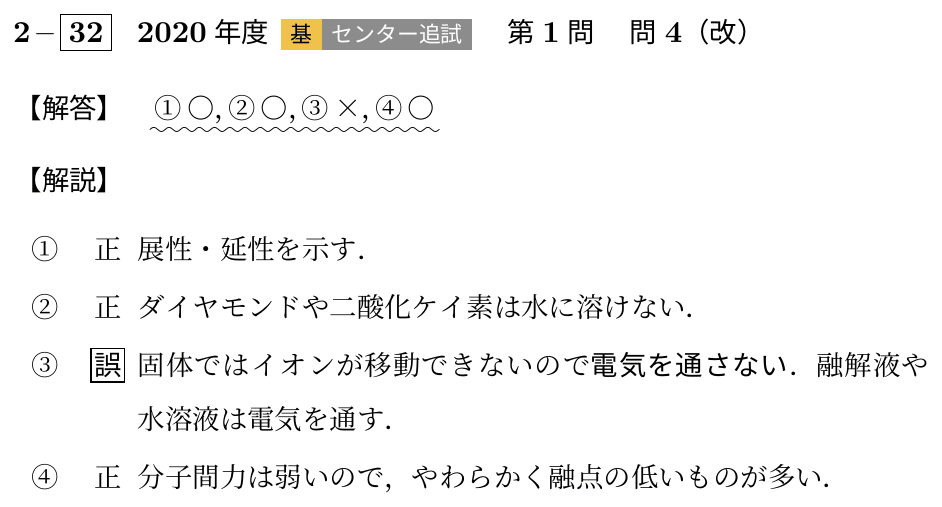 2－32 2020 年度 基 センター追試 第 1 問 問 4（改）
【解答】 ①○,②○,③×,④○
【解説】
① 正 展性・延性を示す．
② 正 ダイヤモンドや二酸化ケイ素は水に溶けない．
③ 誤 固体ではイオンが移動できないので電気を通さない．融解液や
水溶液は電気を通す．
④ 正 分子間力は弱いので，やわらかく融点の低いものが多い．